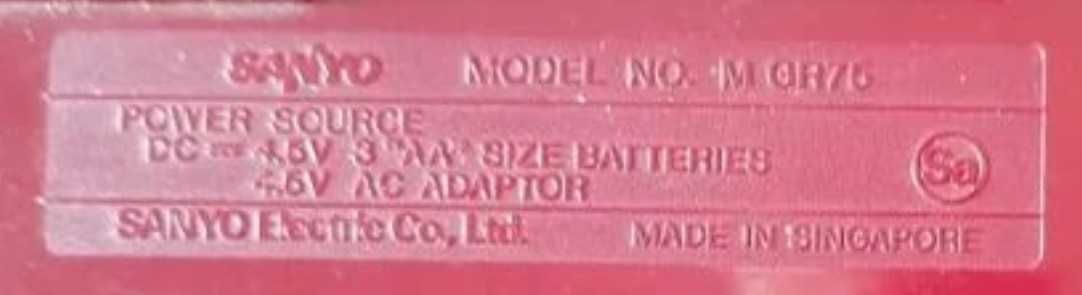 SANYO MODEL NO. M GR75
POWER SOURCE
DC ⎓ 4.5V 3 "AA" SIZE BATTERIES
4.5V AC ADAPTOR
Sa
SANYO Electric Co., Ltd. MADE IN SINGAPORE